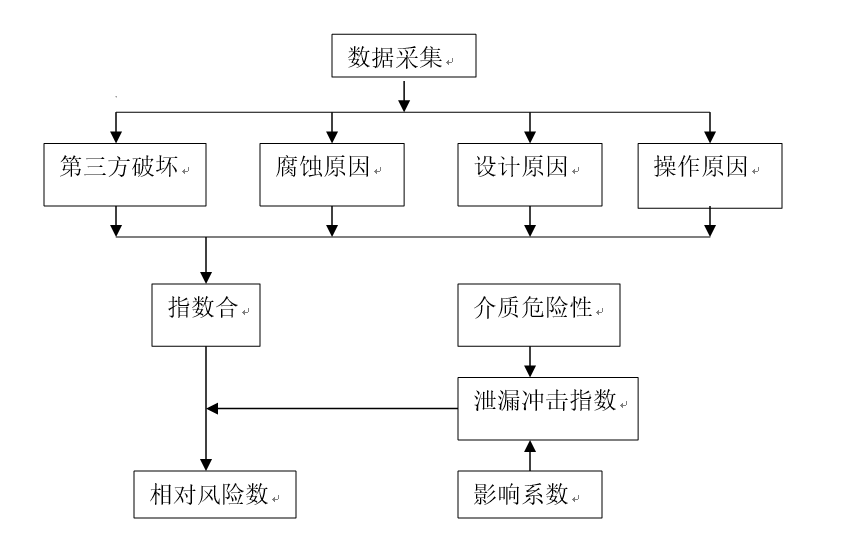 数据采集
第三方破坏
腐蚀原因
设计原因
操作原因
指数合
介质危险性
泄漏冲击指数
相对风险数
影响系数